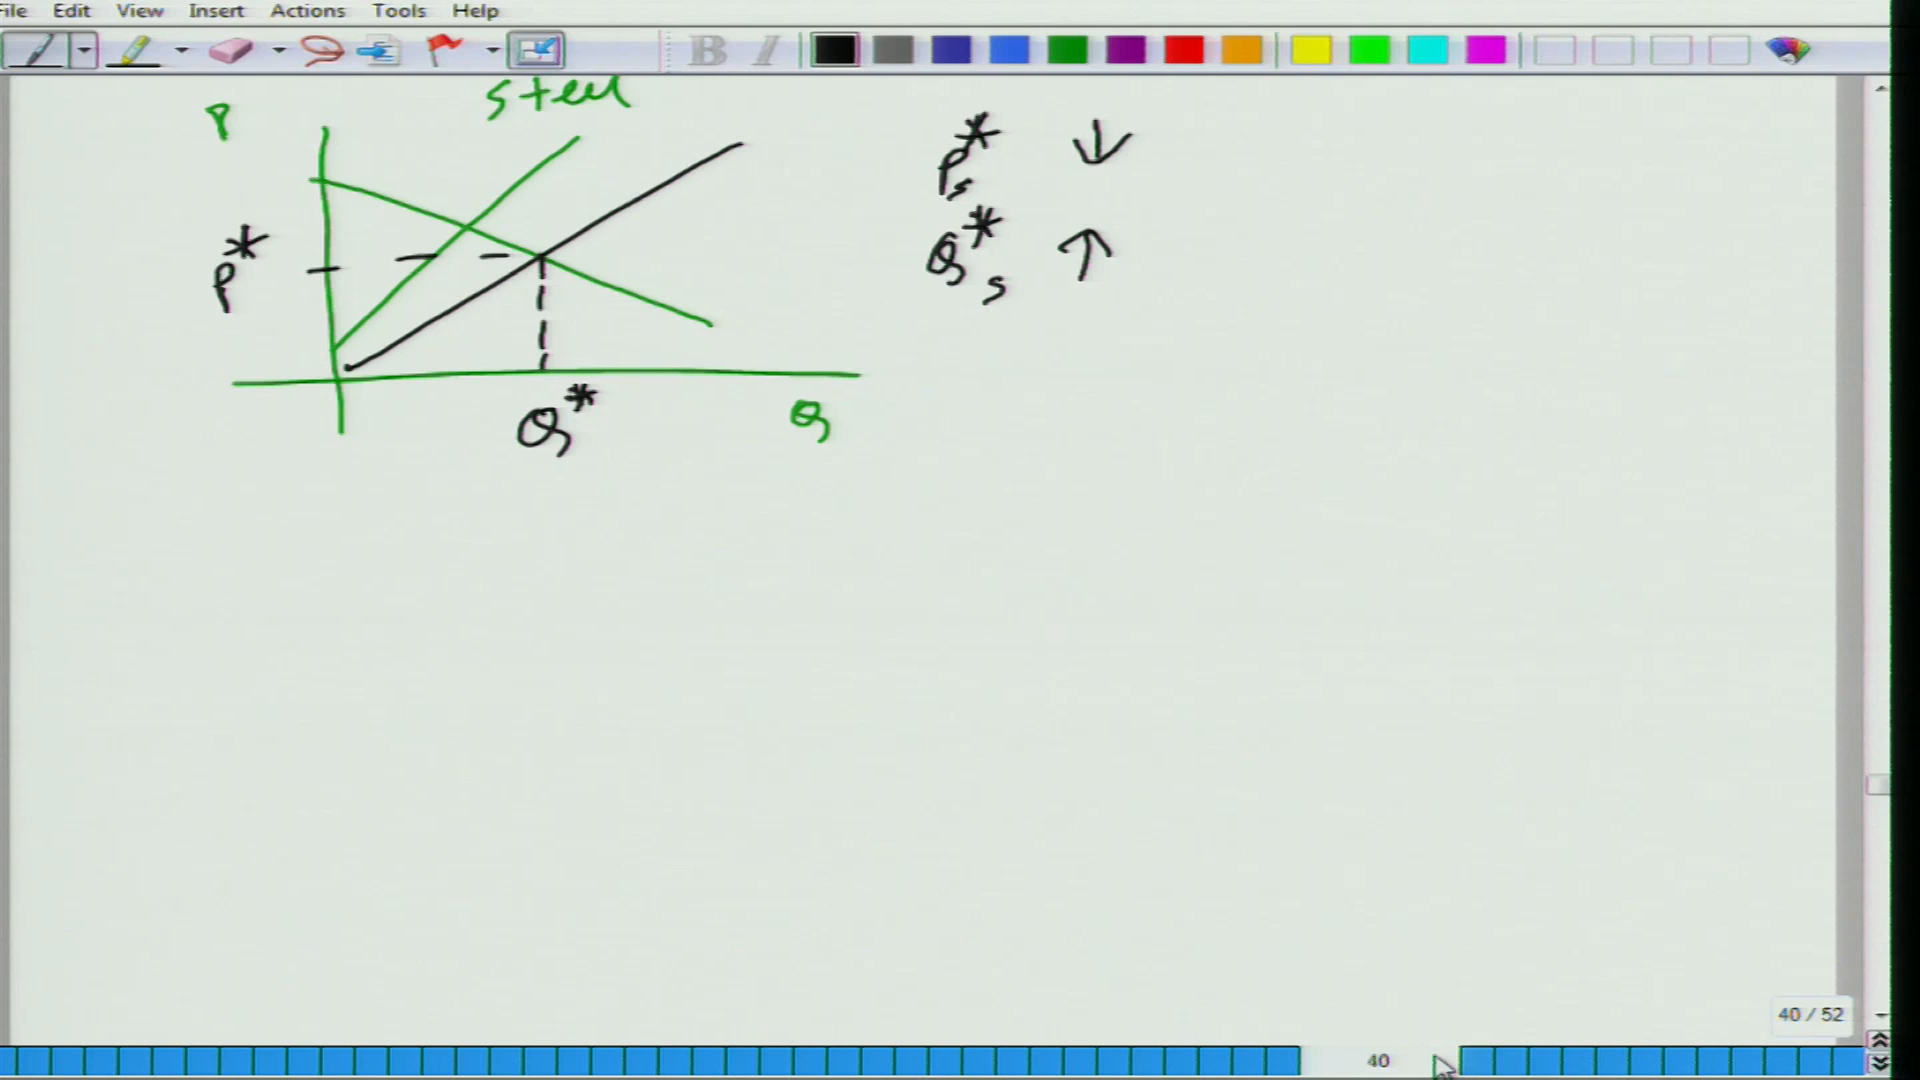 File Edit View Insert Actions Tools Help
B I
P steel
P*
Q* Q
P*s ↓
Q*s ↑
40 / 52
40